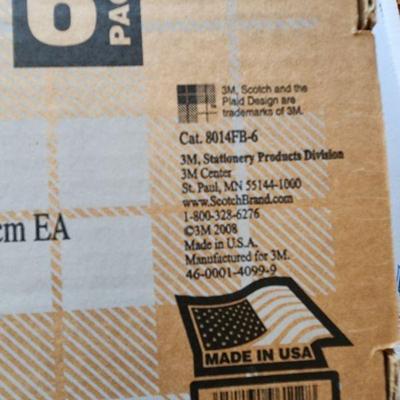 6
PAC
3M, Scotch and the
Plaid Design are
trademarks of 3M.
Cat. 8014FB-6
3M, Stationery Products Division
3M Center
St. Paul, MN 55144-1000
www.ScotchBrand.com
1-800-328-6276
©3M 2008
Made in U.S.A.
Manufactured for 3M.
46-0001-4099-9
cm EA
MADE IN USA